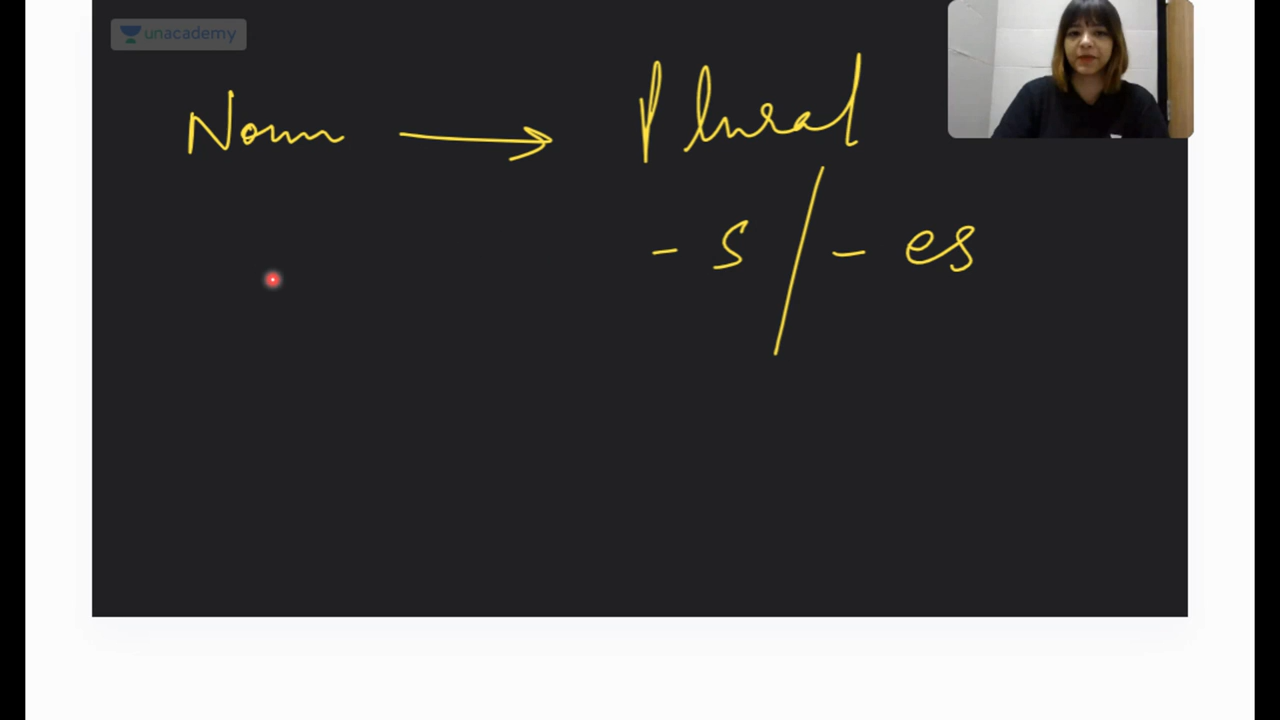 unacademy
Noun → Plural
- s / - es